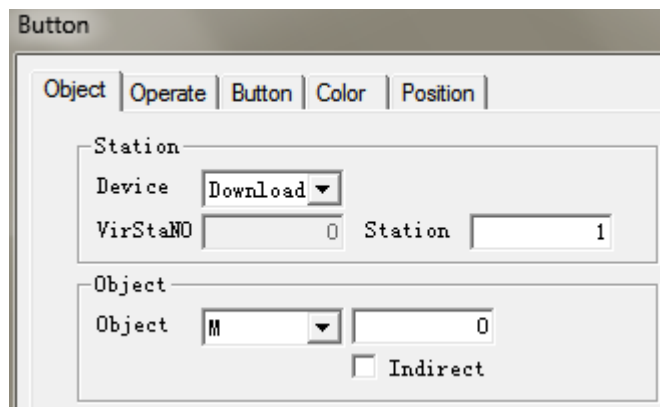 Button
Object Operate Button Color Position
Station
Device Download
VirStaNO 0 Station 1
Object
Object M 0
Indirect